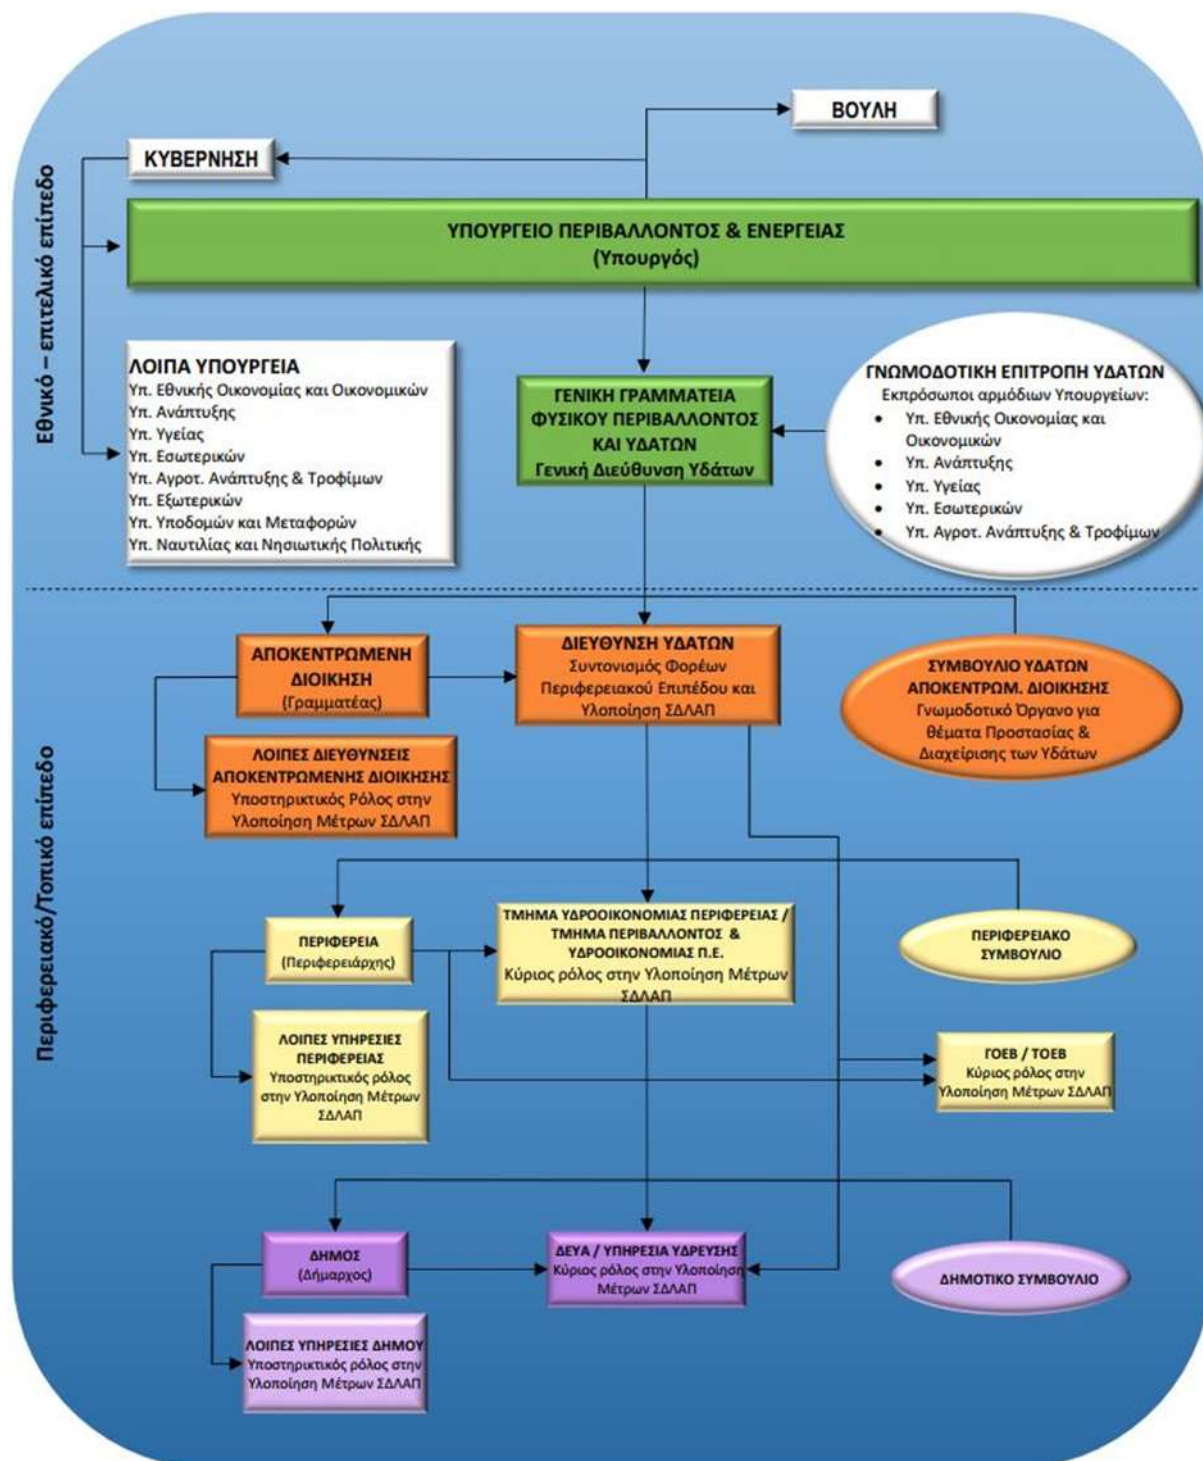 ΒΟΥΛΗ
ΚΥΒΕΡΝΗΣΗ
Εθνικό – επιτελικό επίπεδο
ΥΠΟΥΡΓΕΙΟ ΠΕΡΙΒΑΛΛΟΝΤΟΣ & ΕΝΕΡΓΕΙΑΣ
(Υπουργός)
ΛΟΙΠΑ ΥΠΟΥΡΓΕΙΑ
Υπ. Εθνικής Οικονομίας και Οικονομικών
Υπ. Ανάπτυξης
Υπ. Υγείας
Υπ. Εσωτερικών
Υπ. Αγροτ. Ανάπτυξης & Τροφίμων
Υπ. Εξωτερικών
Υπ. Υποδομών και Μεταφορών
Υπ. Ναυτιλίας και Νησιωτικής Πολιτικής
ΓΕΝΙΚΗ ΓΡΑΜΜΑΤΕΙΑ
ΦΥΣΙΚΟΥ ΠΕΡΙΒΑΛΛΟΝΤΟΣ
ΚΑΙ ΥΔΑΤΩΝ
Γενική Διεύθυνση Υδάτων
ΓΝΩΜΟΔΟΤΙΚΗ ΕΠΙΤΡΟΠΗ ΥΔΑΤΩΝ
Εκπρόσωποι αρμόδιων Υπουργείων:
• Υπ. Εθνικής Οικονομίας και
Οικονομικών
• Υπ. Ανάπτυξης
• Υπ. Υγείας
• Υπ. Εσωτερικών
• Υπ. Αγροτ. Ανάπτυξης & Τροφίμων
Περιφερειακό/Τοπικό επίπεδο
ΑΠΟΚΕΝΤΡΩΜΕΝΗ
ΔΙΟΙΚΗΣΗ
(Γραμματέας)
ΔΙΕΥΘΥΝΣΗ ΥΔΑΤΩΝ
Συντονισμός Φορέων
Περιφερειακού Επιπέδου και
Υλοποίηση ΣΔΛΑΠ
ΣΥΜΒΟΥΛΙΟ ΥΔΑΤΩΝ
ΑΠΟΚΕΝΤΡΩΜ. ΔΙΟΙΚΗΣΗΣ
Γνωμοδοτικό Όργανο για
θέματα Προστασίας &
Διαχείρισης των Υδάτων
ΛΟΙΠΕΣ ΔΙΕΥΘΥΝΣΕΙΣ
ΑΠΟΚΕΝΤΡΩΜΕΝΗΣ ΔΙΟΙΚΗΣΗΣ
Υποστηρικτικός Ρόλος στην
Υλοποίηση Μέτρων ΣΔΛΑΠ
ΠΕΡΙΦΕΡΕΙΑ
(Περιφερειάρχης)
ΤΜΗΜΑ ΥΔΡΟΟΙΚΟΝΟΜΙΑΣ ΠΕΡΙΦΕΡΕΙΑΣ /
ΤΜΗΜΑ ΠΕΡΙΒΑΛΛΟΝΤΟΣ &
ΥΔΡΟΟΙΚΟΝΟΜΙΑΣ Π.Ε.
Κύριος ρόλος στην Υλοποίηση Μέτρων
ΣΔΛΑΠ
ΠΕΡΙΦΕΡΕΙΑΚΟ
ΣΥΜΒΟΥΛΙΟ
ΛΟΙΠΕΣ ΥΠΗΡΕΣΙΕΣ
ΠΕΡΙΦΕΡΕΙΑΣ
Υποστηρικτικός ρόλος
στην Υλοποίηση Μέτρων
ΣΔΛΑΠ
ΓΟΕΒ / ΤΟΕΒ
Κύριος ρόλος στην
Υλοποίηση Μέτρων ΣΔΛΑΠ
ΔΗΜΟΣ
(Δήμαρχος)
ΔΕΥΑ / ΥΠΗΡΕΣΙΑ ΥΔΡΕΥΣΗΣ
Κύριος ρόλος στην Υλοποίηση
Μέτρων ΣΔΛΑΠ
ΔΗΜΟΤΙΚΟ ΣΥΜΒΟΥΛΙΟ
ΛΟΙΠΕΣ ΥΠΗΡΕΣΙΕΣ ΔΗΜΟΥ
Υποστηρικτικός ρόλος στην
Υλοποίηση Μέτρων ΣΔΛΑΠ